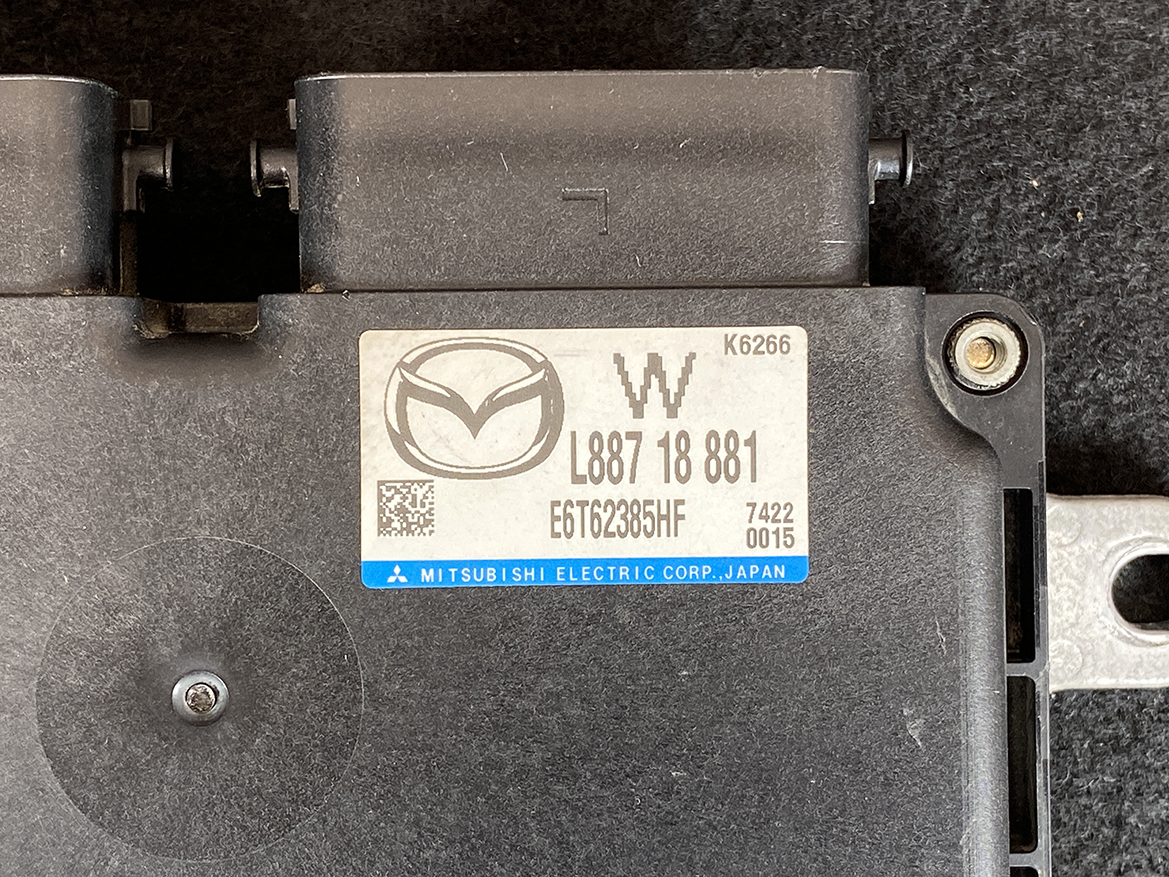 K6266
W
L887 18 881
E6T62385HF
7422
0015
MITSUBISHI ELECTRIC CORP.,JAPAN